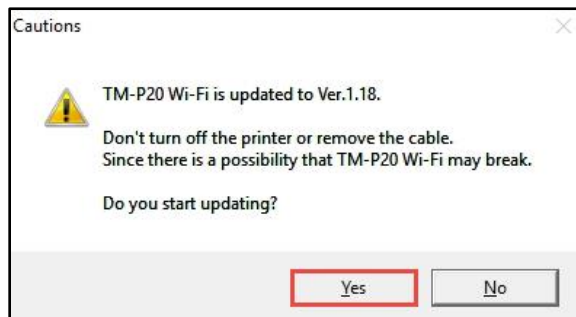 Cautions
TM-P20 Wi-Fi is updated to Ver.1.18.
Don't turn off the printer or remove the cable.
Since there is a possibility that TM-P20 Wi-Fi may break.
Do you start updating?
Yes
No